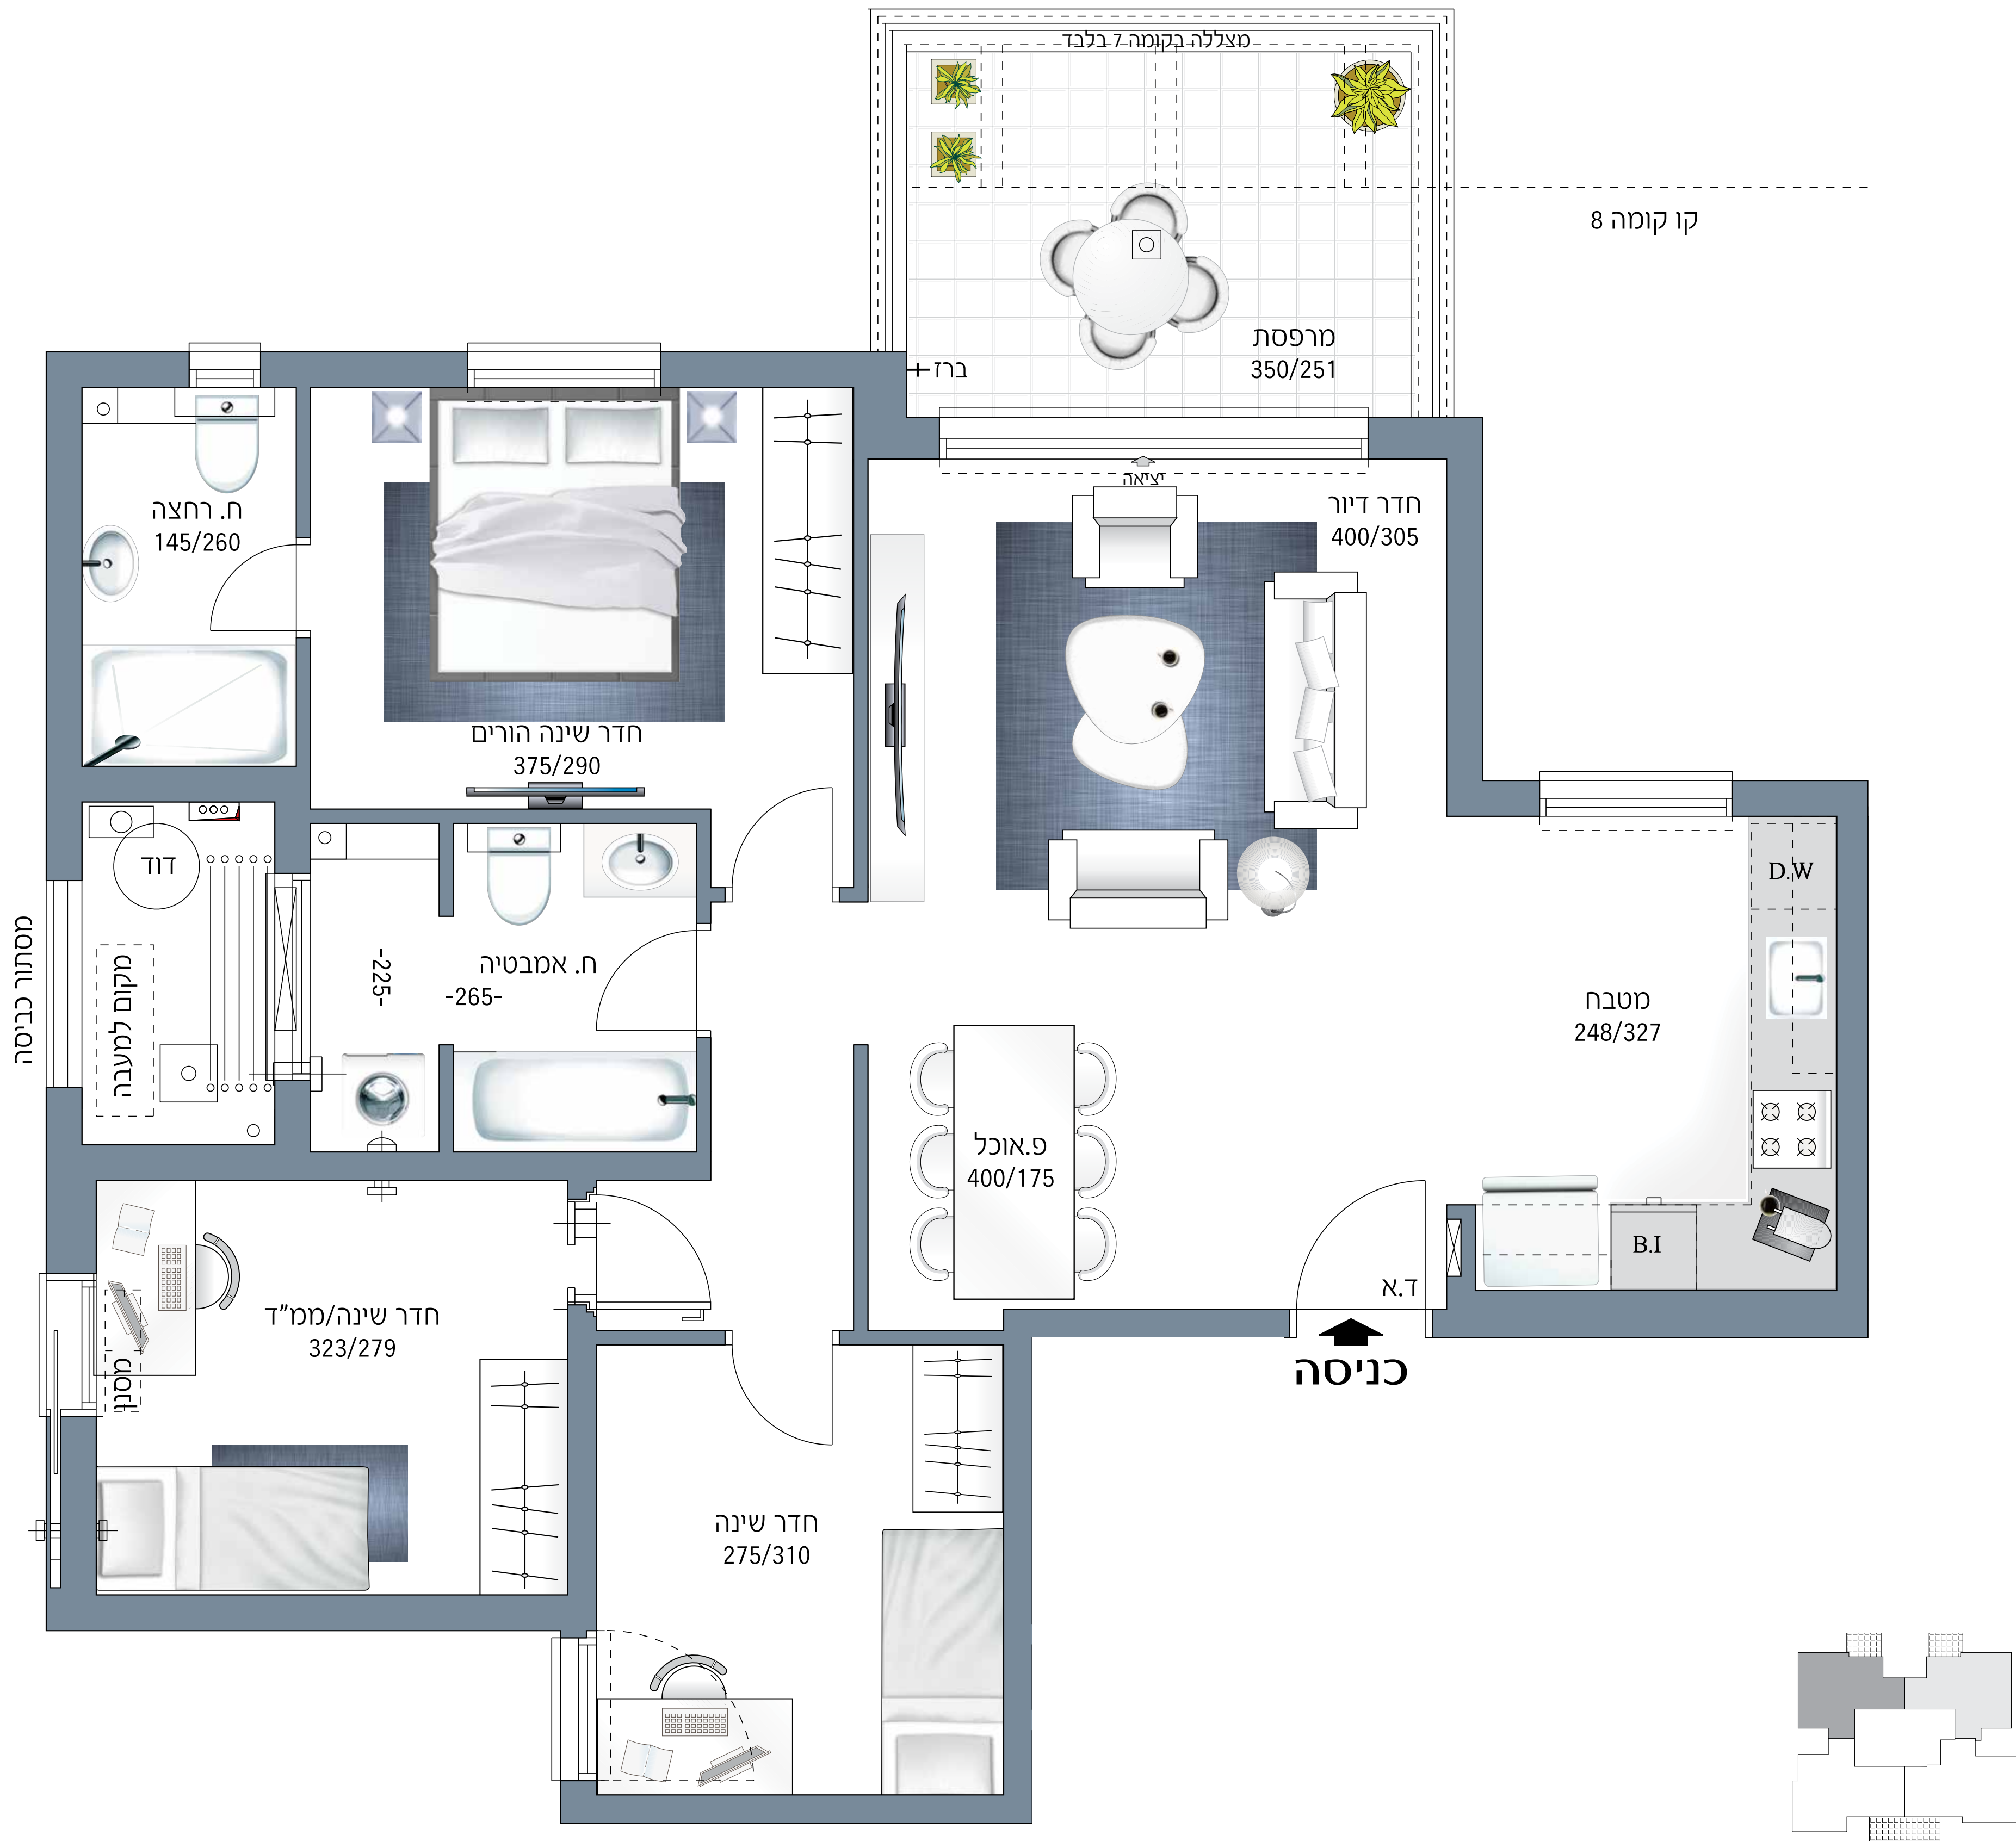 מצללה בקומה 7 בלבד
קו קומה 8
מרפסת
350/251
ברז
יציאה
חדר דיור
400/305
ח. רחצה
145/260
חדר שינה הורים
375/290
דוד
מסתור כביסה
מקום למעבה
-225-
ח. אמבטיה
-265-
D.W
מטבח
248/327
פ.אוכל
400/175
B.I
ד.א
כניסה
חדר שינה/ממ"ד
323/279
מסנן
חדר שינה
275/310